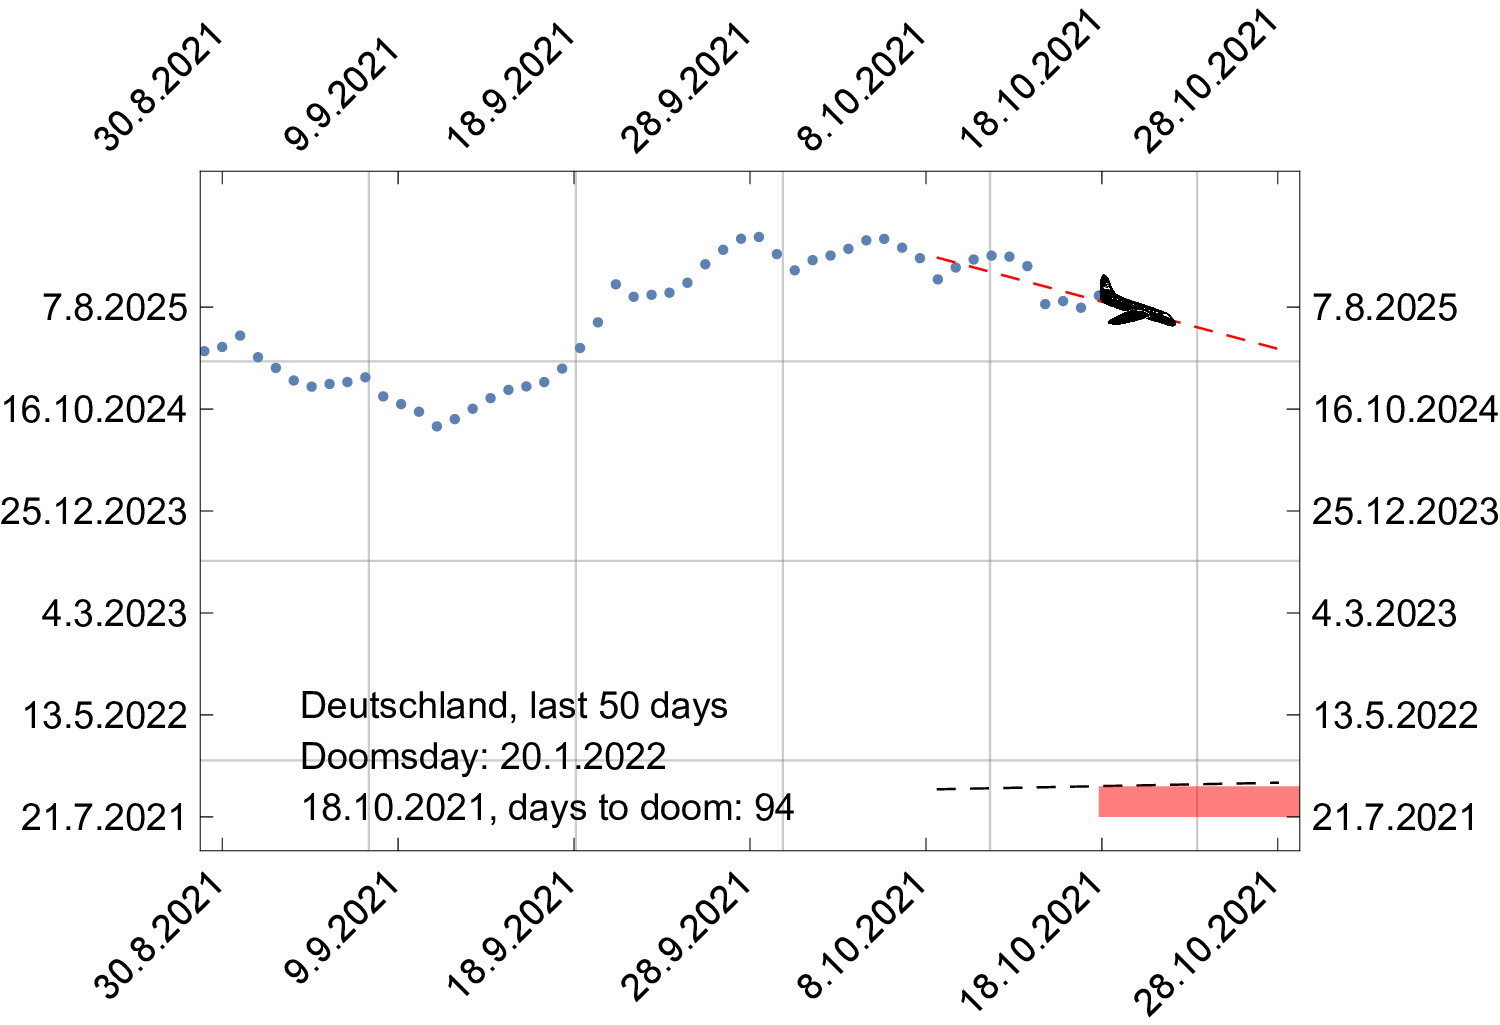 30.8.2021 9.9.2021 18.9.2021 28.9.2021 8.10.2021 18.10.2021 28.10.2021
7.8.2025 7.8.2025
16.10.2024 16.10.2024
25.12.2023 25.12.2023
4.3.2023 4.3.2023
Deutschland, last 50 days
13.5.2022 13.5.2022
Doomsday: 20.1.2022
18.10.2021, days to doom: 94
21.7.2021 21.7.2021
30.8.2021 9.9.2021 18.9.2021 28.9.2021 8.10.2021 18.10.2021 28.10.2021